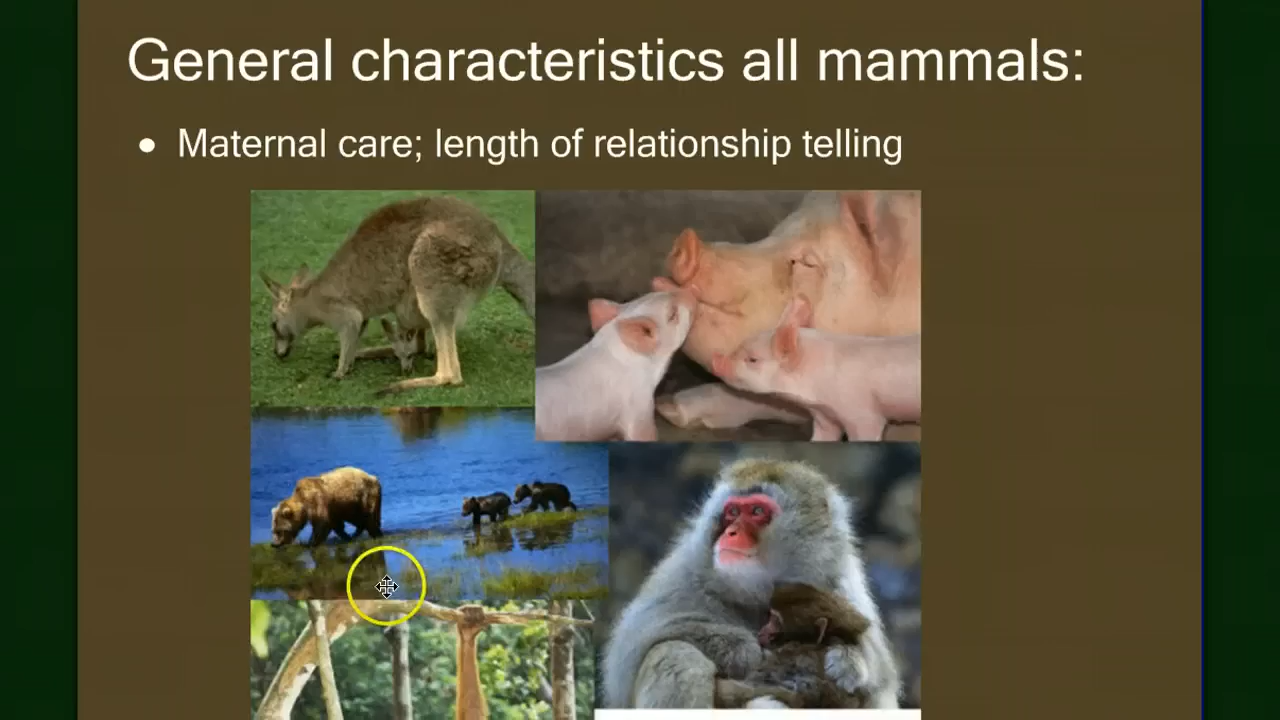 General characteristics all mammals:
● Maternal care; length of relationship telling